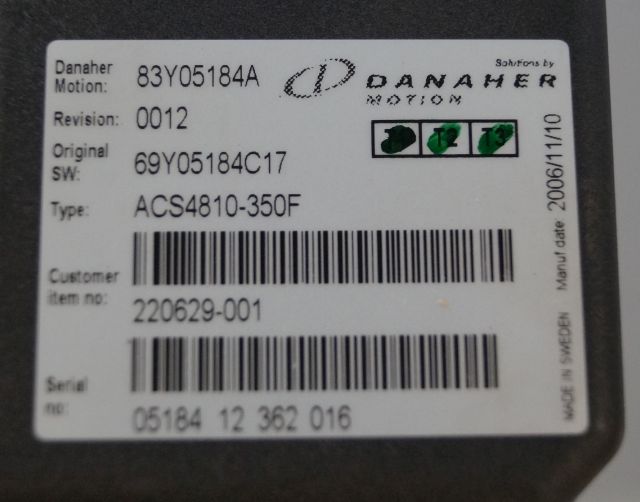 Danaher Motion: 83Y05184A
Solutions by
DANAHER
MOTION
Revision: 0012
T2 T3
Original SW: 69Y05184C17
Type: ACS4810-350F
Customer item no: 220629-001
Serial no: 05184 12 362 016
MADE IN SWEDEN Manuf date: 2006/11/10